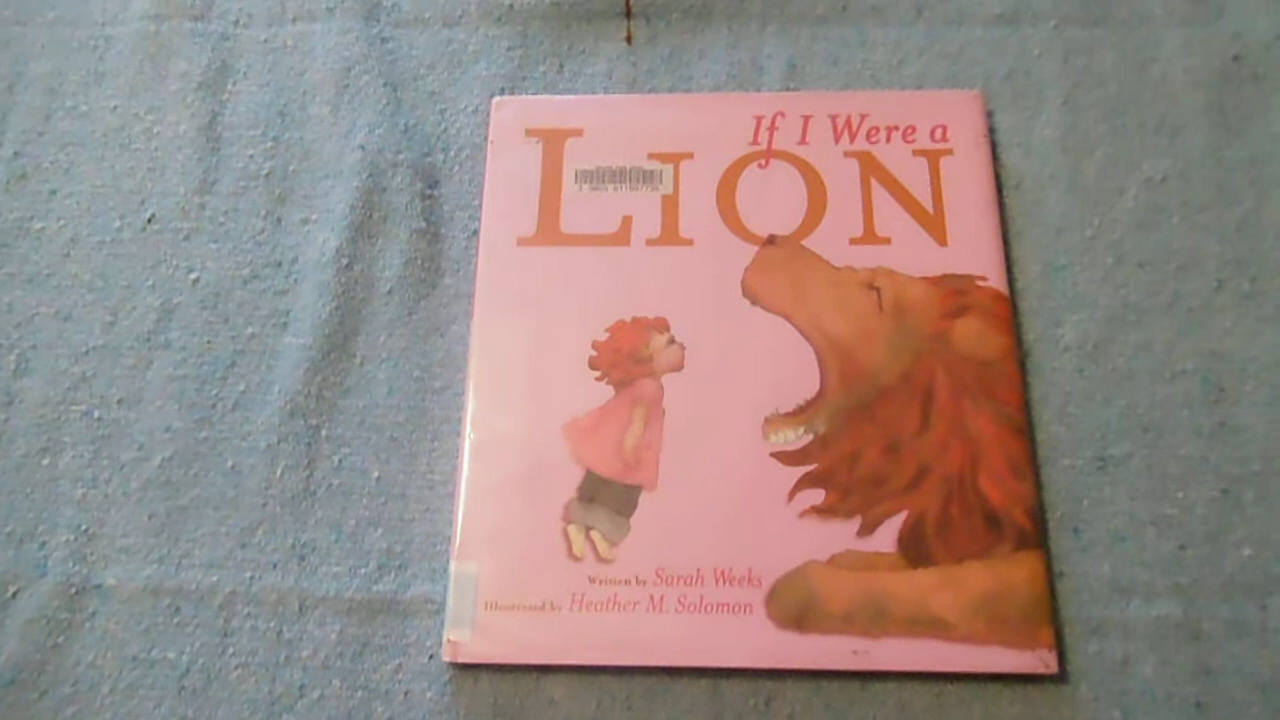 If I Were a
LION
Written by Sarah Weeks
Illustrated by Heather M. Solomon